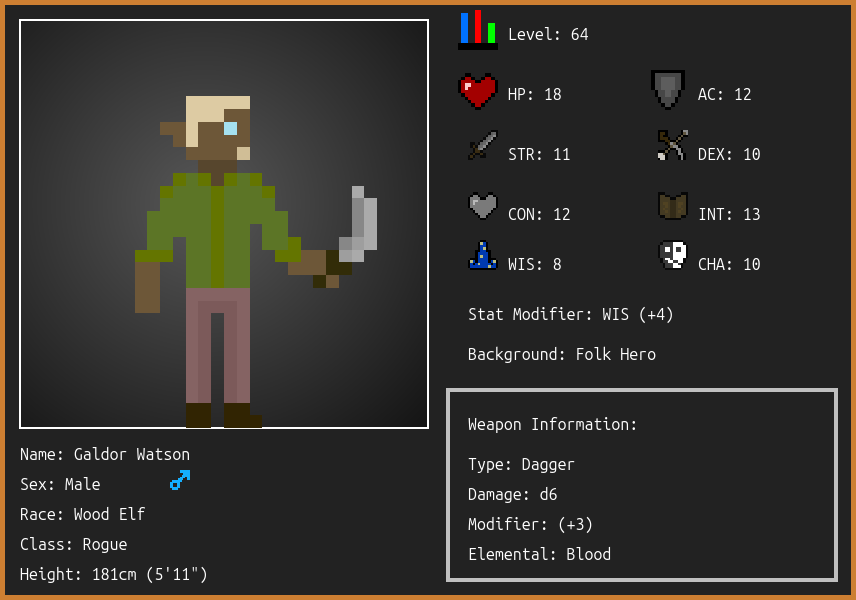 Level: 64
HP: 18
AC: 12
STR: 11
DEX: 10
CON: 12
INT: 13
WIS: 8
CHA: 10
Stat Modifier: WIS (+4)
Background: Folk Hero
Weapon Information:
Type: Dagger
Damage: d6
Modifier: (+3)
Elemental: Blood
Name: Galdor Watson
Sex: Male
Race: Wood Elf
Class: Rogue
Height: 181cm (5'11")